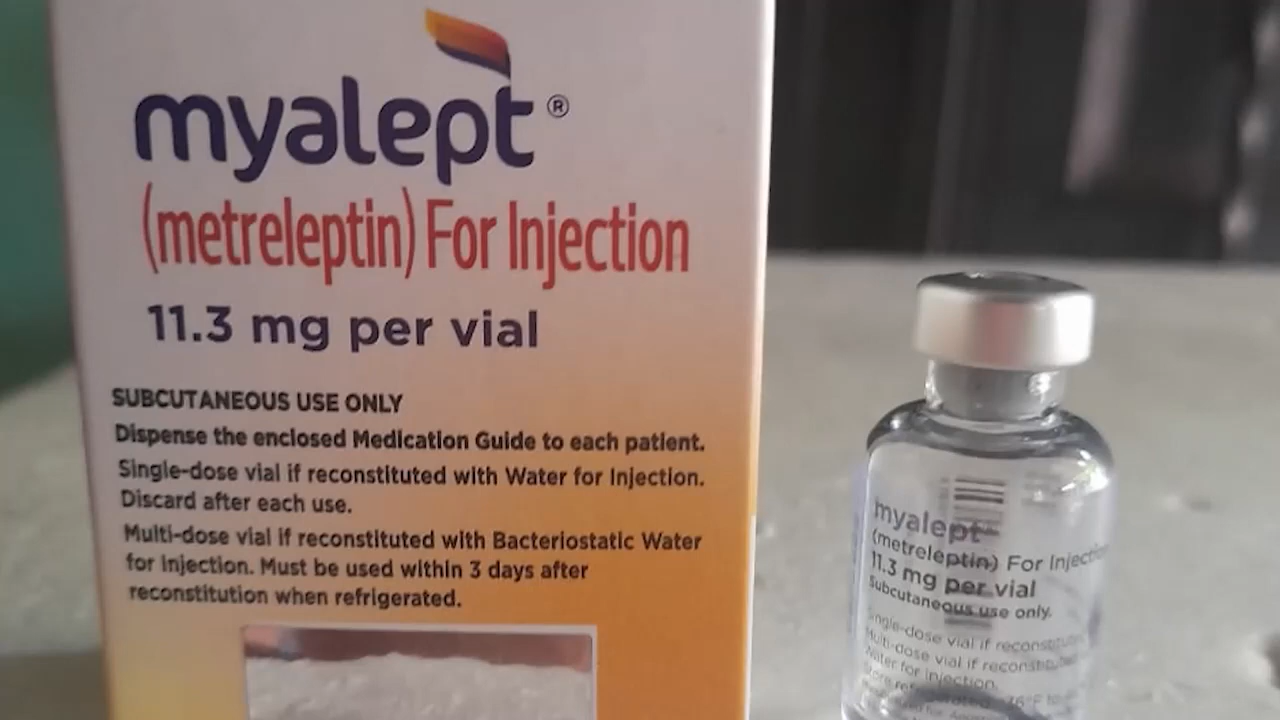 myalept®
(metreleptin) For Injection
11.3 mg per vial
SUBCUTANEOUS USE ONLY
Dispense the enclosed Medication Guide to each patient.
Single-dose vial if reconstituted with Water for Injection.
Discard after each use.
Multi-dose vial if reconstituted with Bacteriostatic Water
for Injection. Must be used within 3 days after
reconstitution when refrigerated.
myalept
(metreleptin) For Injection
11.3 mg per vial
Subcutaneous use only.
Single-dose vial if
Multi-dose vial if
Water for Injection.